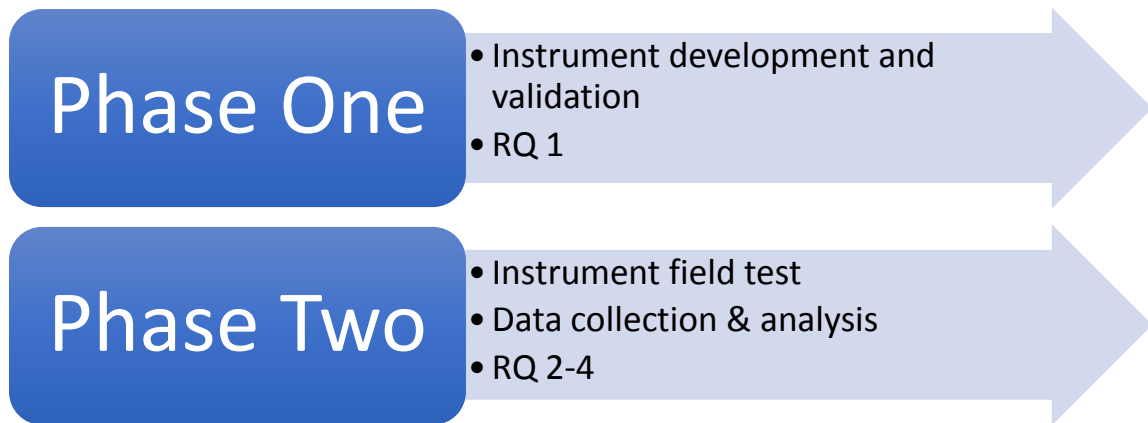 Phase One
• Instrument development and
validation
• RQ 1
Phase Two
• Instrument field test
• Data collection & analysis
• RQ 2-4